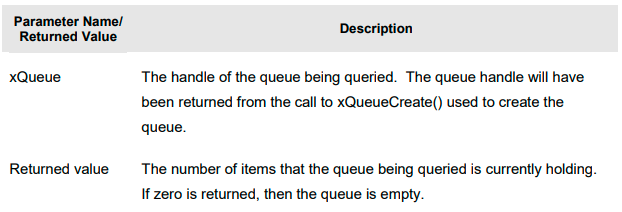 Parameter Name/
Returned Value
Description
xQueue
The handle of the queue being queried.  The queue handle will have
been returned from the call to xQueueCreate() used to create the
queue.
Returned value
The number of items that the queue being queried is currently holding.
If zero is returned, then the queue is empty.